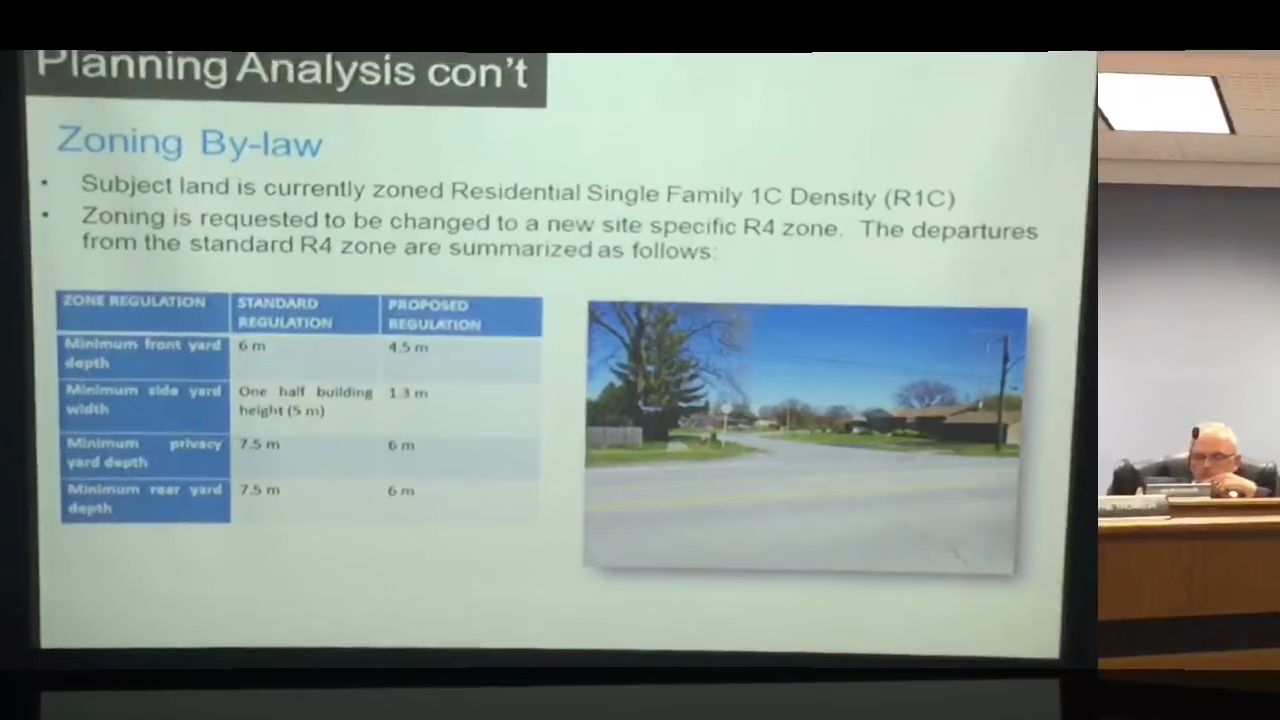 Planning Analysis con't
Zoning By-law
• Subject land is currently zoned Residential Single Family 1C Density (R1C)
• Zoning is requested to be changed to a new site specific R4 zone. The departures
from the standard R4 zone are summarized as follows:
ZONE REGULATION STANDARD REGULATION PROPOSED REGULATION
Minimum front yard depth 6 m 4.5 m
Minimum side yard width One half building height (5 m) 1.3 m
Minimum privacy yard depth 7.5 m 6 m
Minimum rear yard depth 7.5 m 6 m